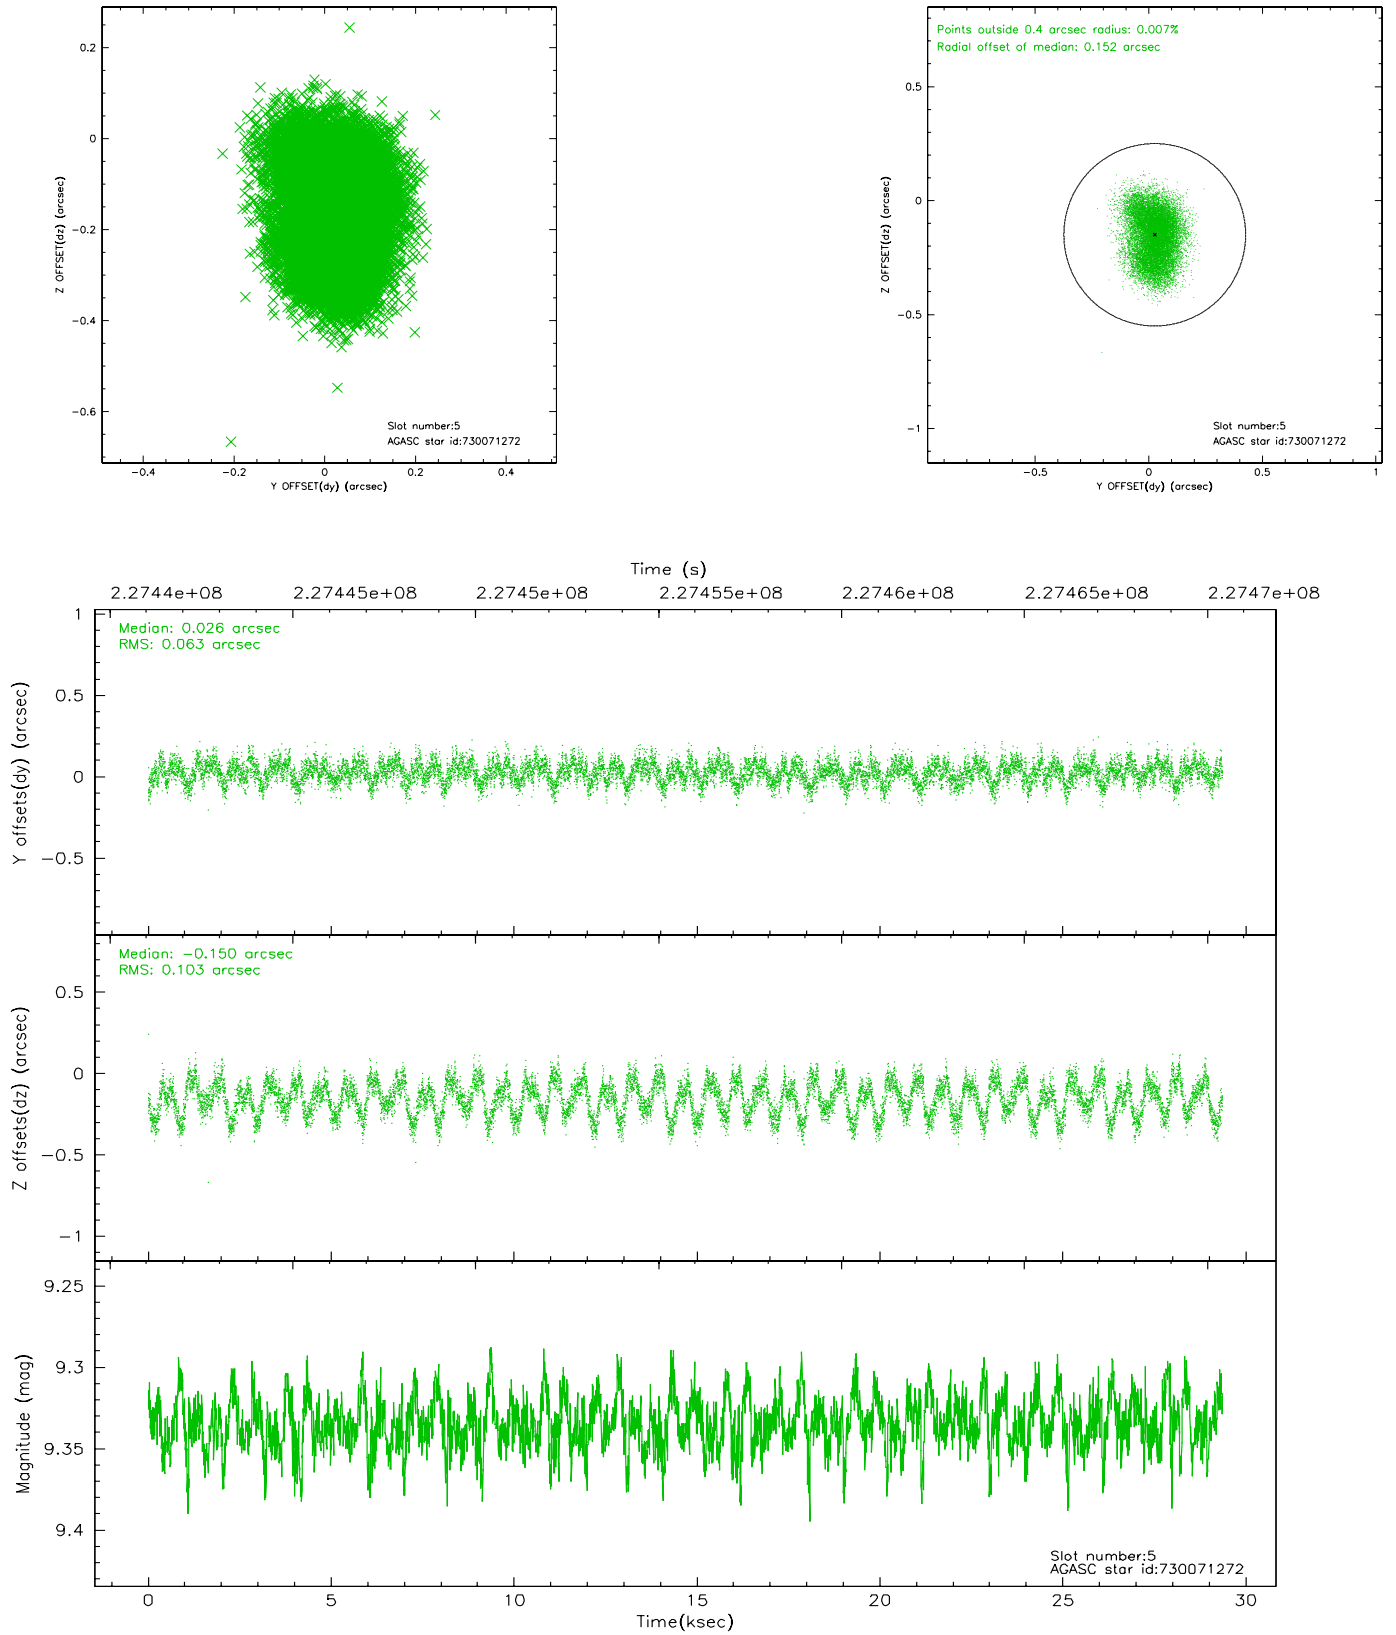 0.2
0
−0.2
−0.4
−0.6
Z OFFSET(dz) (arcsec)
Slot number:5
AGASC star id:730071272
−0.4 −0.2 0 0.2 0.4
Y OFFSET(dy) (arcsec)
Points outside 0.4 arcsec radius: 0.007%
Radial offset of median: 0.152 arcsec
0.5
0
−0.5
−1
Z OFFSET(dz) (arcsec)
Slot number:5
AGASC star id:730071272
−0.5 0 0.5 1
Y OFFSET(dy) (arcsec)
Time (s)
2.2744e+08 2.27445e+08 2.2745e+08 2.27455e+08 2.2746e+08 2.27465e+08 2.2747e+08
Median: 0.026 arcsec
RMS: 0.063 arcsec
1
0.5
0
−0.5
Y offsets(dy) (arcsec)
Median: −0.150 arcsec
RMS: 0.103 arcsec
0.5
0
−0.5
−1
Z offsets(dz) (arcsec)
9.25
9.3
9.35
9.4
Magnitude (mag)
Slot number:5
AGASC star id:730071272
0 5 10 15 20 25 30
Time(ksec)